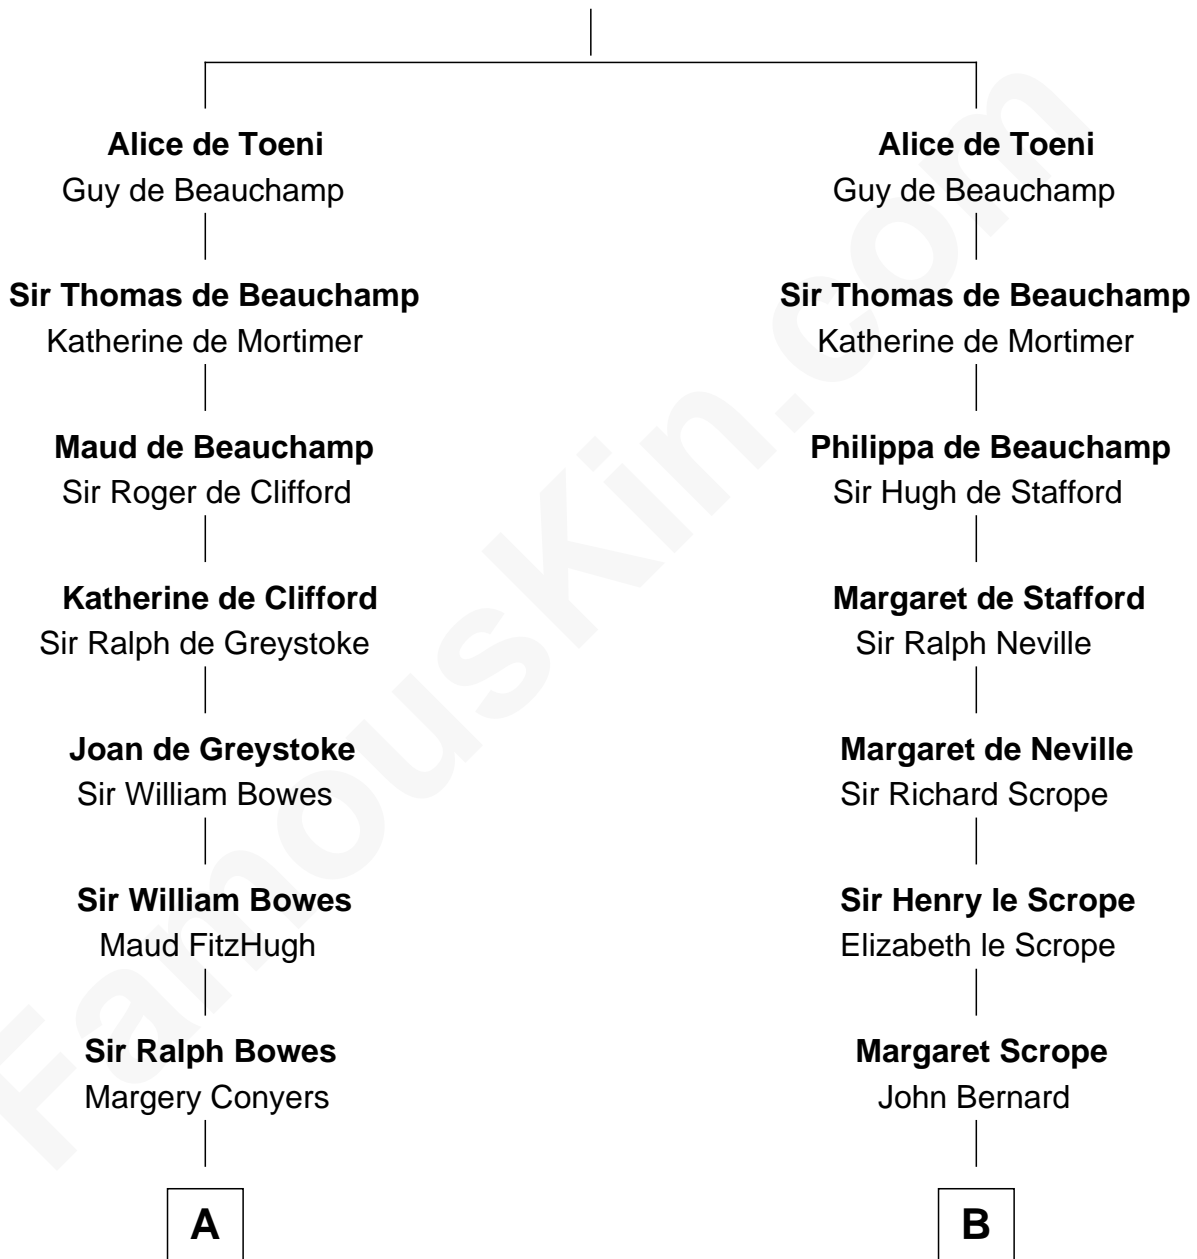 Alice de Toeni
Guy de Beauchamp
Sir Thomas de Beauchamp
Katherine de Mortimer
Maud de Beauchamp
Sir Roger de Clifford
Katherine de Clifford
Sir Ralph de Greystoke
Joan de Greystoke
Sir William Bowes
Sir William Bowes
Maud FitzHugh
Sir Ralph Bowes
Margery Conyers
A
Alice de Toeni
Guy de Beauchamp
Sir Thomas de Beauchamp
Katherine de Mortimer
Philippa de Beauchamp
Sir Hugh de Stafford
Margaret de Stafford
Sir Ralph Neville
Margaret de Neville
Sir Richard Scrope
Sir Henry le Scrope
Elizabeth le Scrope
Margaret Scrope
John Bernard
B
FamousKin.com